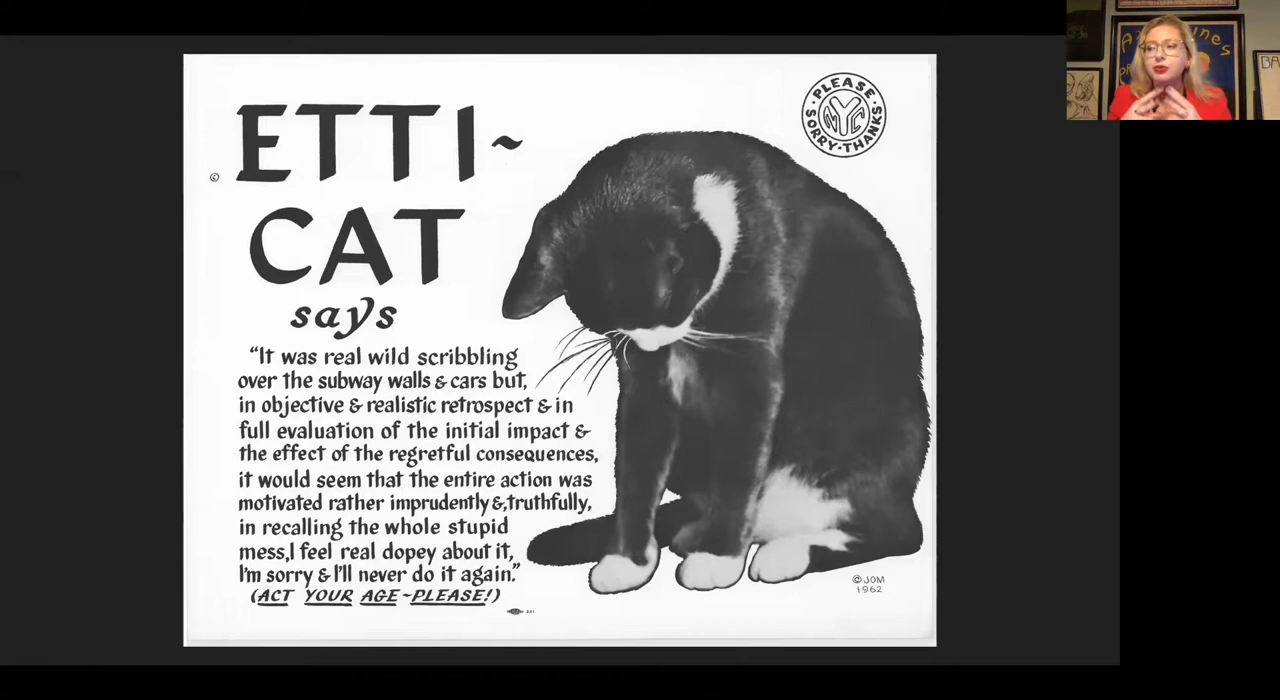 ETTI~
©
CAT
says
"It was real wild scribbling
over the subway walls & cars but,
in objective & realistic retrospect & in
full evaluation of the initial impact &
the effect of the regretful consequences,
it would seem that the entire action was
motivated rather imprudently &, truthfully,
in recalling the whole stupid
mess, I feel real dopey about it,
I'm sorry & I'll never do it again."
(ACT YOUR AGE ~ PLEASE!)
· PLEASE · THANKS · SORRY
NYC
© JOM
1962
BA